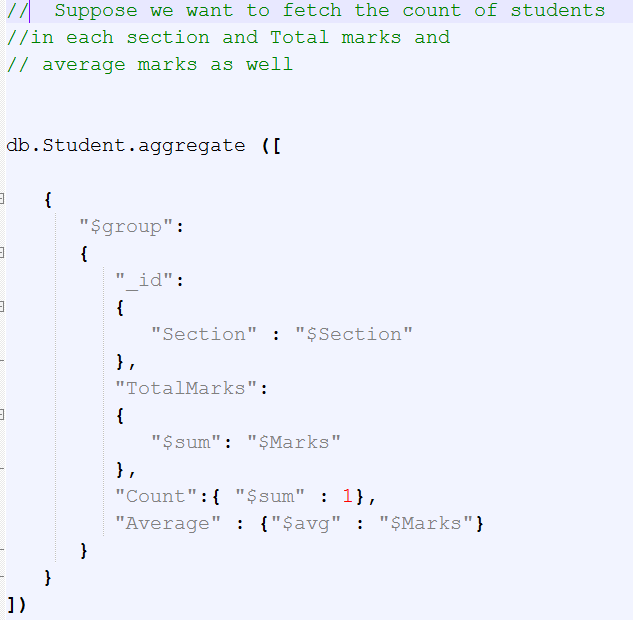 //  Suppose we want to fetch the count of students
//in each section and Total marks and
// average marks as well
db.Student.aggregate ([
{
"$group":
{
"_id":
{
"Section" : "$Section"
},
"TotalMarks":
{
"$sum": "$Marks"
},
"Count":{ "$sum" : 1},
"Average" : {"$avg" : "$Marks"}
}
}
])